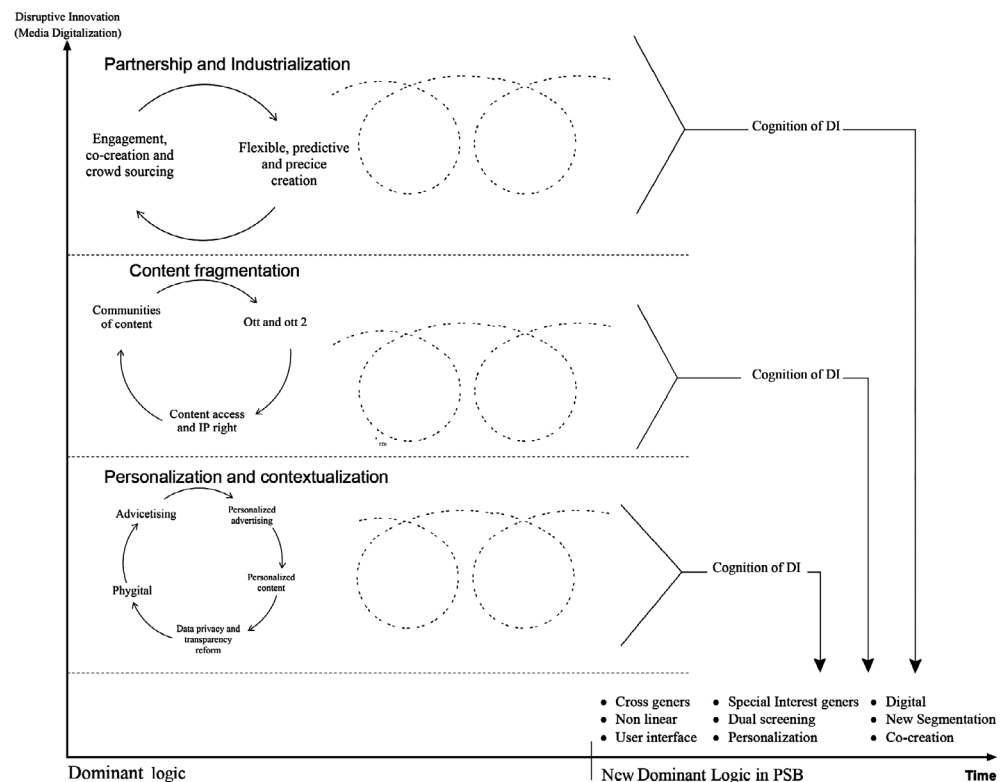 Disruptive Innovation
(Media Digitalization)
Partnership and Industrialization
Engagement,
co-creation and
crowd sourcing
Flexible, predictive
and precice
creation
Cognition of DI
Content fragmentation
Communities
of content
Ott and ott 2
Content access
and IP right
Cognition of DI
Personalization and contextualization
Advicetising
Personalized
advertising
Personalized
content
Phygital
Data privacy and
transparency
reform
Cognition of DI
• Cross geners
• Non linear
• User interface
• Special Interest geners
• Dual screening
• Personalization
• Digital
• New Segmentation
• Co-creation
Dominant logic
New Dominant Logic in PSB
Time